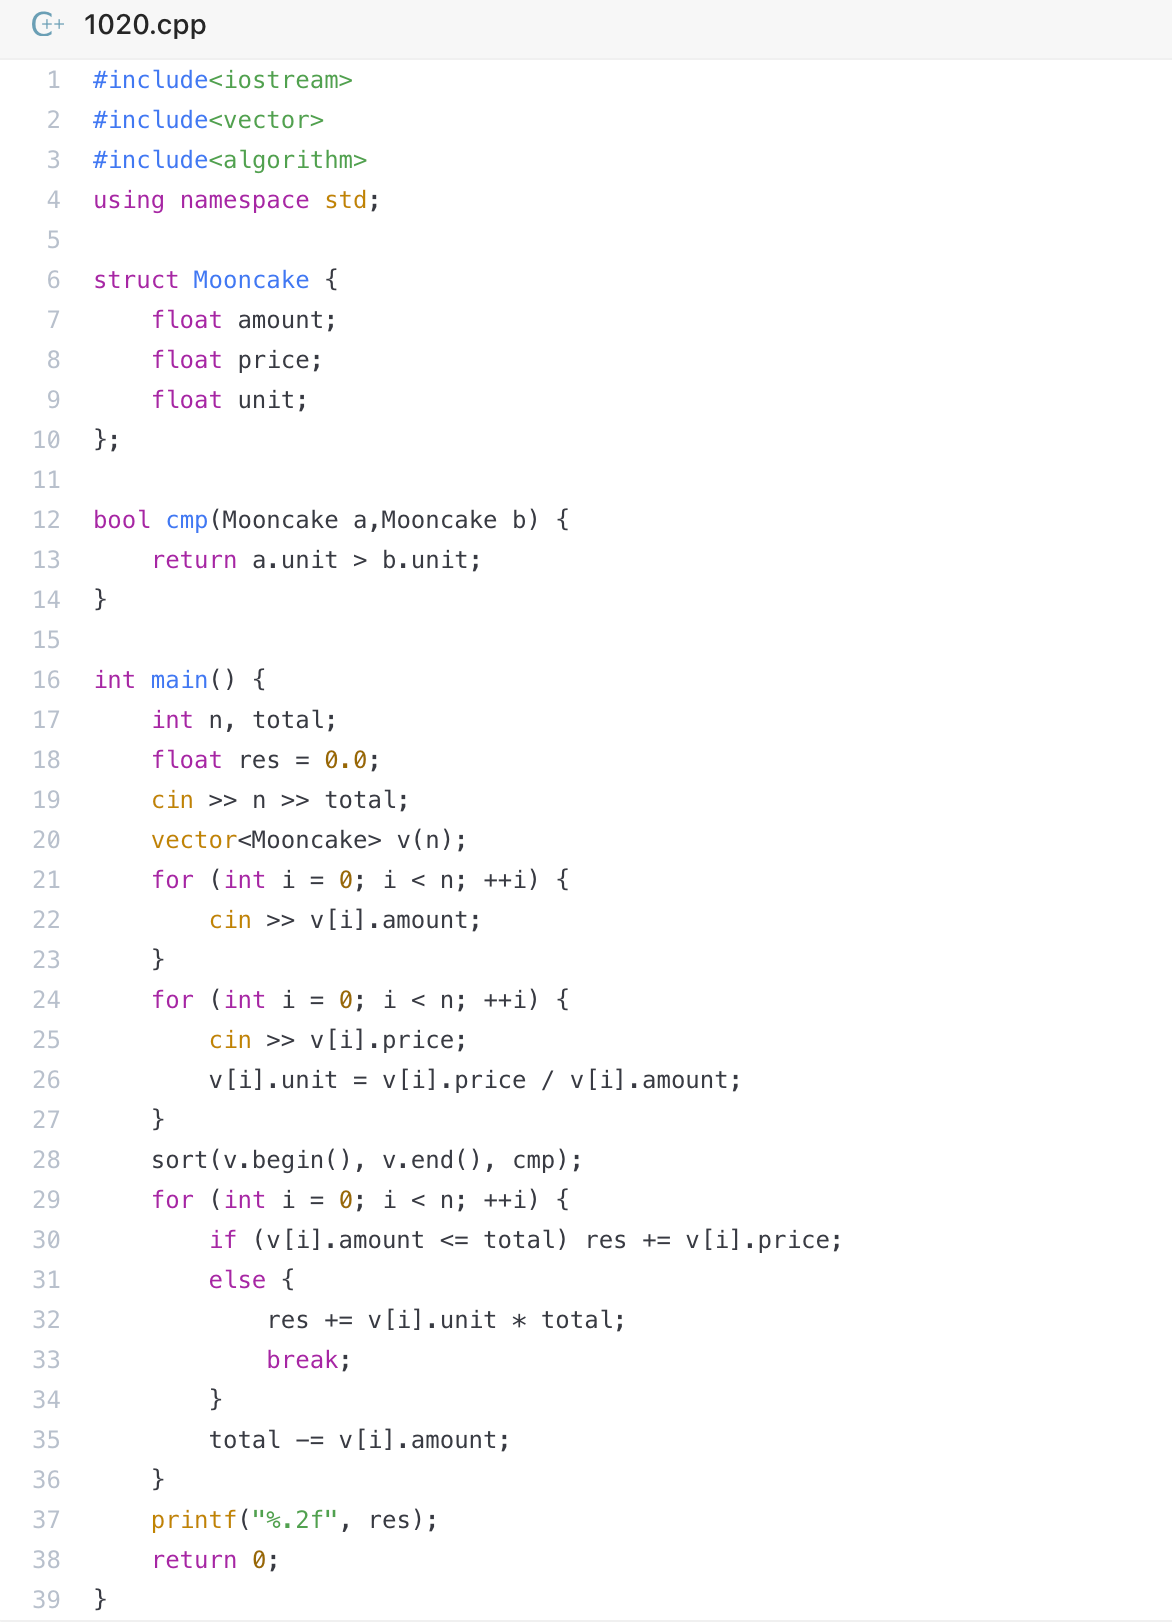 C++ 1020.cpp
1 #include<iostream>
2 #include<vector>
3 #include<algorithm>
4 using namespace std;
5
6 struct Mooncake {
7     float amount;
8     float price;
9     float unit;
10 };
11
12 bool cmp(Mooncake a,Mooncake b) {
13     return a.unit > b.unit;
14 }
15
16 int main() {
17     int n, total;
18     float res = 0.0;
19     cin >> n >> total;
20     vector<Mooncake> v(n);
21     for (int i = 0; i < n; ++i) {
22         cin >> v[i].amount;
23     }
24     for (int i = 0; i < n; ++i) {
25         cin >> v[i].price;
26         v[i].unit = v[i].price / v[i].amount;
27     }
28     sort(v.begin(), v.end(), cmp);
29     for (int i = 0; i < n; ++i) {
30         if (v[i].amount <= total) res += v[i].price;
31         else {
32             res += v[i].unit * total;
33             break;
34         }
35         total -= v[i].amount;
36     }
37     printf("%.2f", res);
38     return 0;
39 }